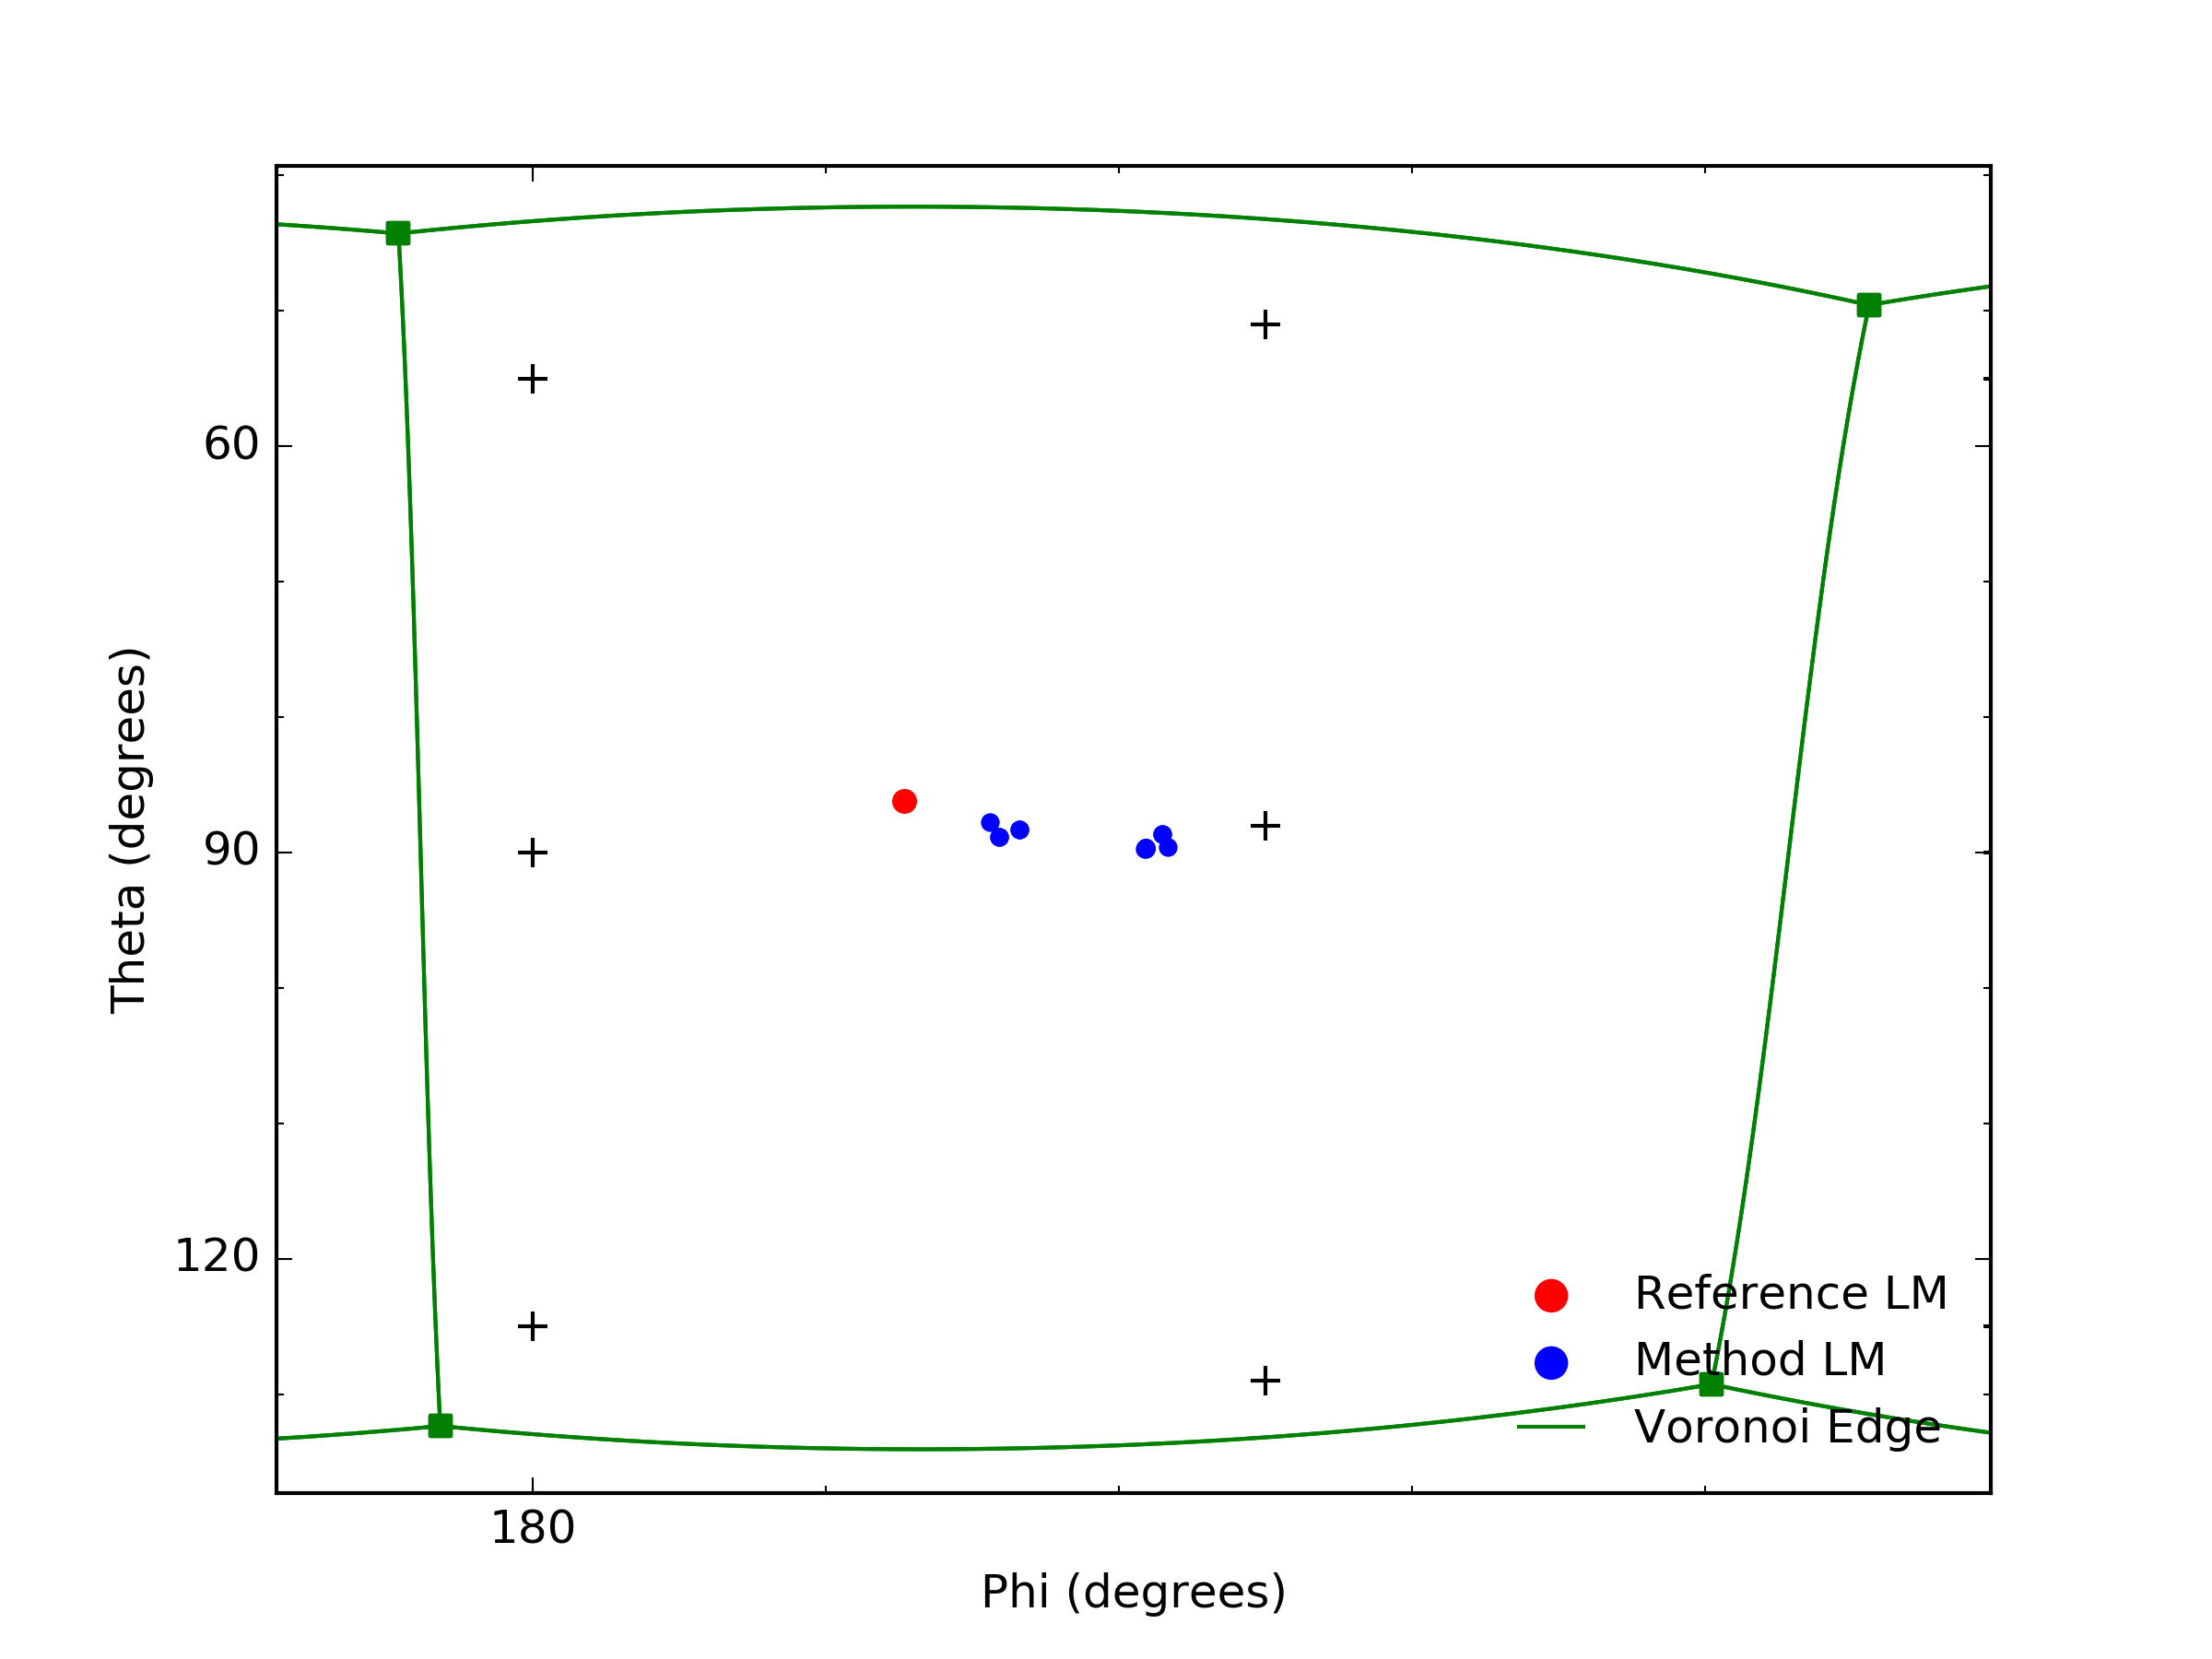 60
90
120
Theta (degrees)
Reference LM
Method LM
Voronoi Edge
180
Phi (degrees)